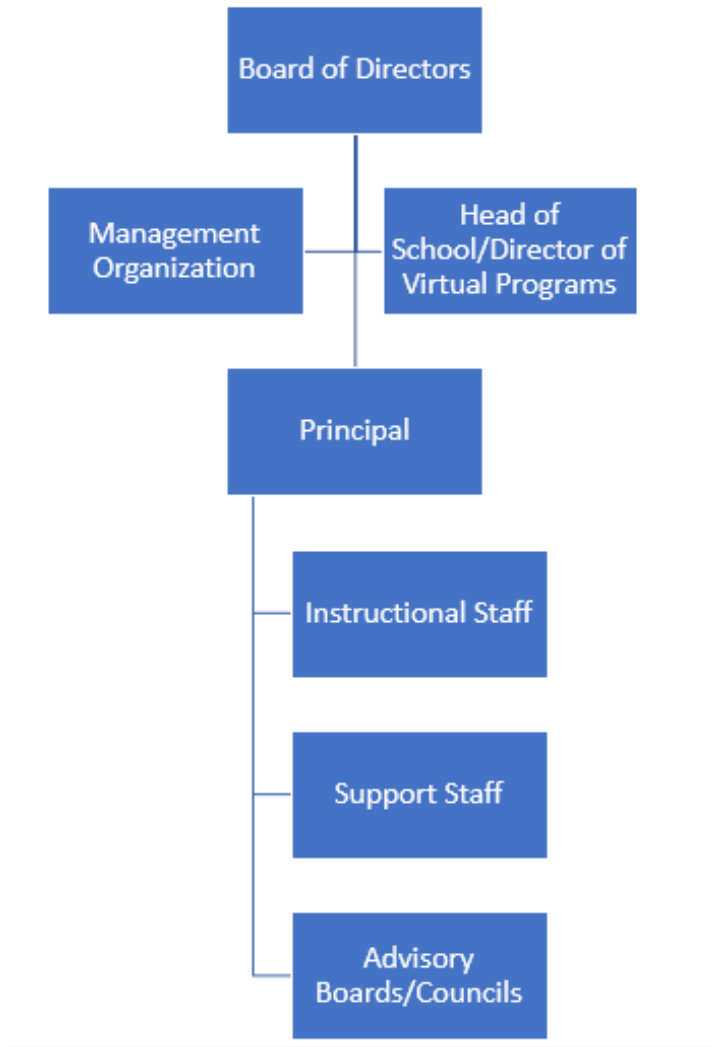 Board of Directors
Management
Organization
Head of
School/Director of
Virtual Programs
Principal
Instructional Staff
Support Staff
Advisory
Boards/Councils